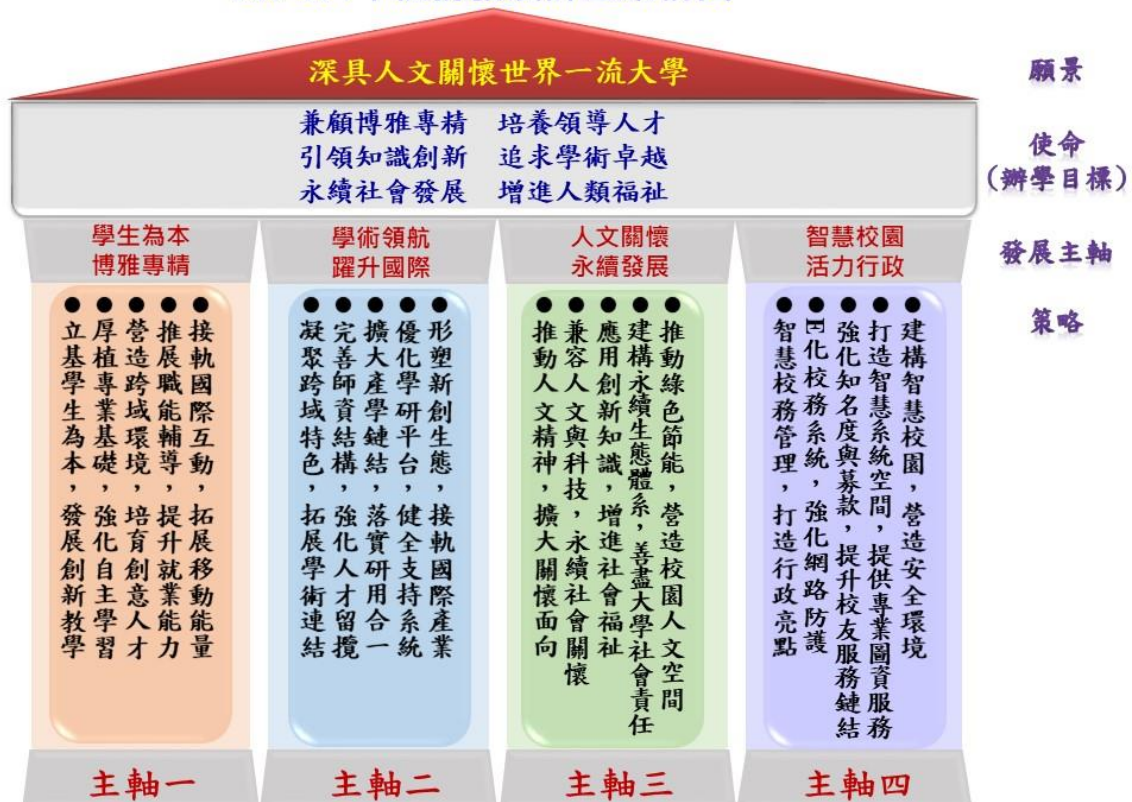 深具人文關懷世界一流大學
願景
兼顧博雅專精 培養領導人才
引領知識創新 追求學術卓越
永續社會發展 增進人類福祉
使命
（辦學目標）
學生為本
博雅專精
學術領航
躍升國際
人文關懷
永續發展
智慧校園
活力行政
發展主軸
策略
● 立基學生為本，發展創新教學
● 厚植專業基礎，強化自主學習
● 營造跨域環境，培育創意人才
● 推展職能輔導，提升就業能力
● 接軌國際互動，拓展移動能量
● 凝聚跨域特色，拓展學術連結
● 完善師資結構，強化人才留攬
● 擴大產學鏈結，落實研用合一
● 優化學研平台，健全支持系統
● 形塑新創生態，接軌國際產業
● 推動人文精神，擴大關懷面向
● 兼容人文與科技，永續社會關懷
● 應用創新知識，增進社會福祉
● 建構永續生態體系，善盡大學社會責任
● 推動綠色節能，營造校園人文空間
● 智慧校務管理，打造行政亮點
● E化校務系統，強化網路防護
● 強化知名度與募款，提升校友服務鏈結
● 打造智慧系統空間，提供專業圖資服務
● 建構智慧校園，營造安全環境
主軸一
主軸二
主軸三
主軸四